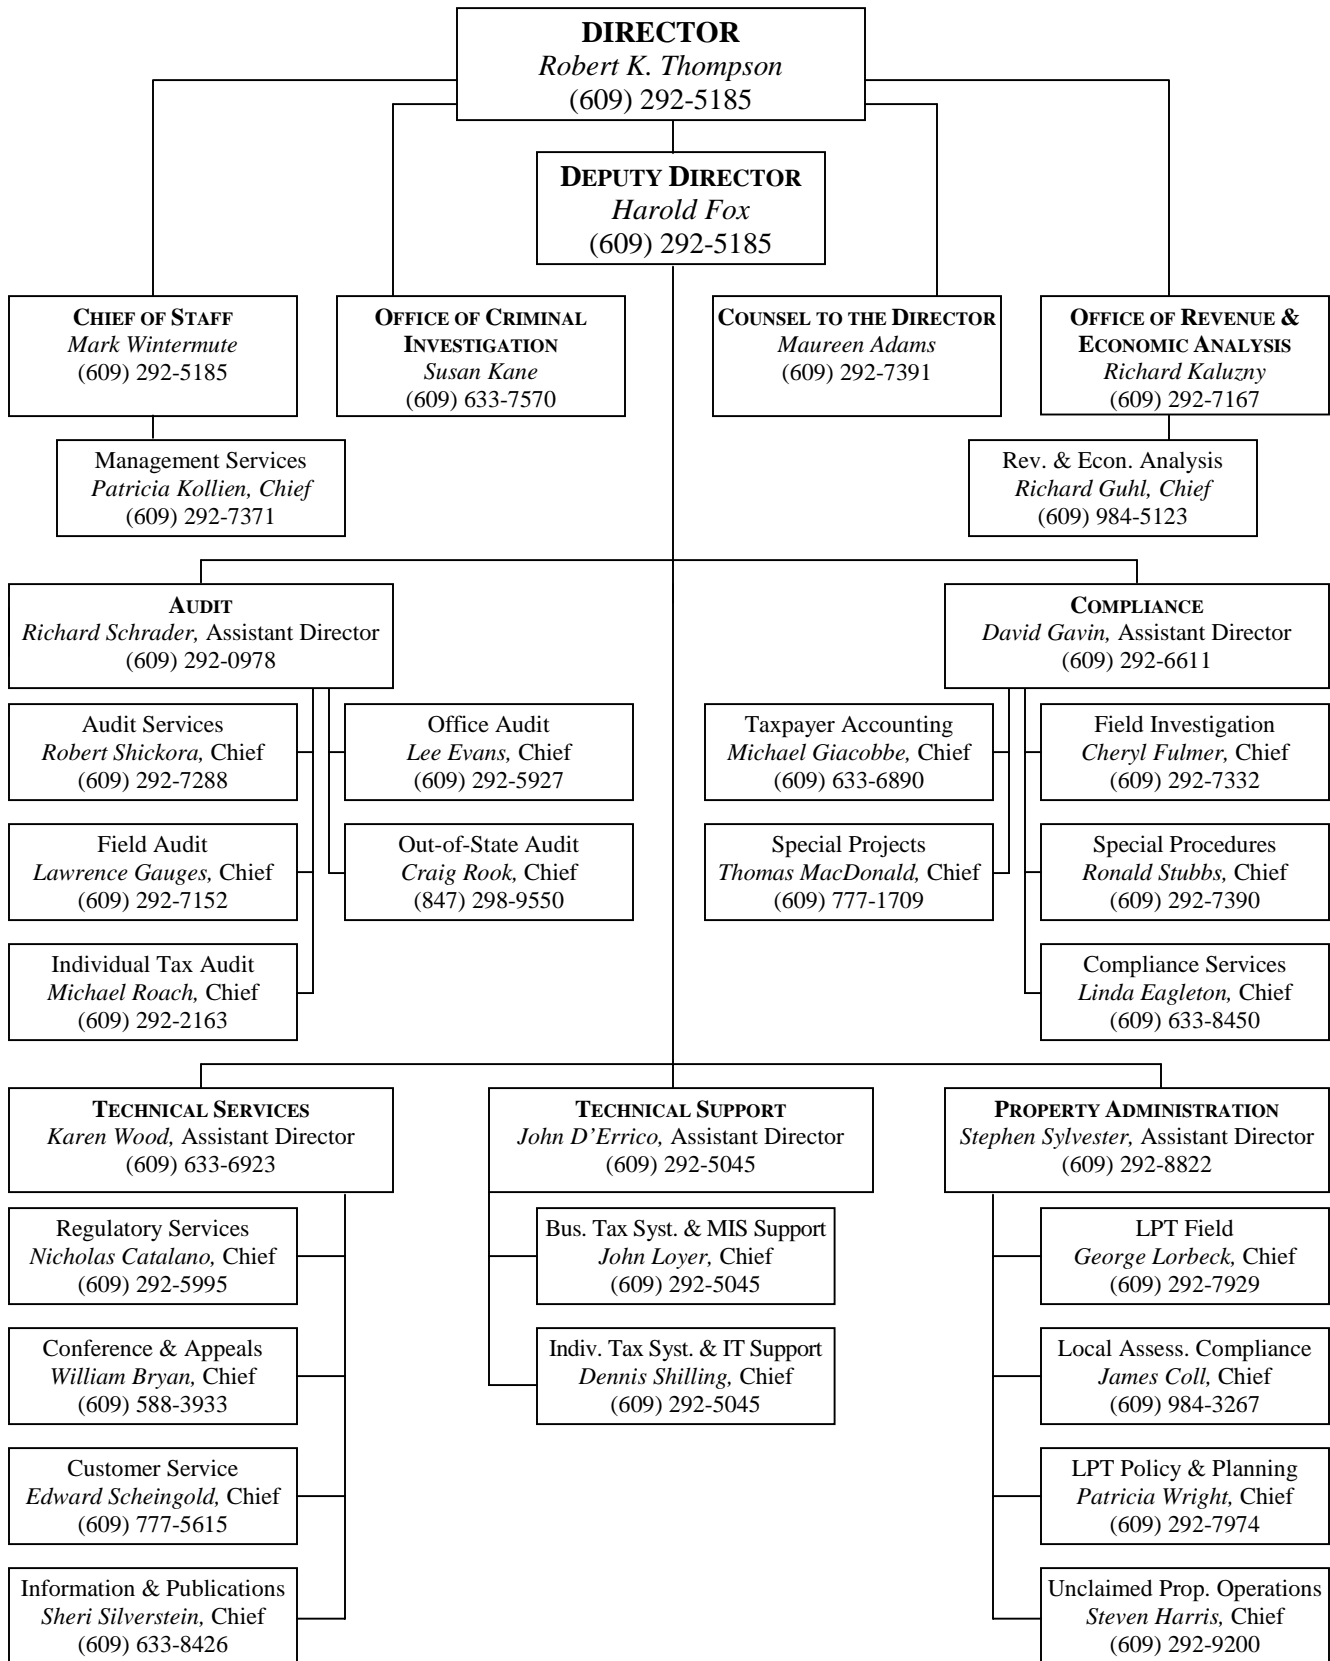 DIRECTOR
Robert K. Thompson
(609) 292-5185
DEPUTY DIRECTOR
Harold Fox
(609) 292-5185
CHIEF OF STAFF
Mark Wintermute
(609) 292-5185
OFFICE OF CRIMINAL
INVESTIGATION
Susan Kane
(609) 633-7570
COUNSEL TO THE DIRECTOR
Maureen Adams
(609) 292-7391
OFFICE OF REVENUE &
ECONOMIC ANALYSIS
Richard Kaluzny
(609) 292-7167
Management Services
Patricia Kollien, Chief
(609) 292-7371
Rev. & Econ. Analysis
Richard Guhl, Chief
(609) 984-5123
AUDIT
Richard Schrader, Assistant Director
(609) 292-0978
COMPLIANCE
David Gavin, Assistant Director
(609) 292-6611
Audit Services
Robert Shickora, Chief
(609) 292-7288
Office Audit
Lee Evans, Chief
(609) 292-5927
Taxpayer Accounting
Michael Giacobbe, Chief
(609) 633-6890
Field Investigation
Cheryl Fulmer, Chief
(609) 292-7332
Field Audit
Lawrence Gauges, Chief
(609) 292-7152
Out-of-State Audit
Craig Rook, Chief
(847) 298-9550
Special Projects
Thomas MacDonald, Chief
(609) 777-1709
Special Procedures
Ronald Stubbs, Chief
(609) 292-7390
Individual Tax Audit
Michael Roach, Chief
(609) 292-2163
Compliance Services
Linda Eagleton, Chief
(609) 633-8450
TECHNICAL SERVICES
Karen Wood, Assistant Director
(609) 633-6923
TECHNICAL SUPPORT
John D'Errico, Assistant Director
(609) 292-5045
PROPERTY ADMINISTRATION
Stephen Sylvester, Assistant Director
(609) 292-8822
Regulatory Services
Nicholas Catalano, Chief
(609) 292-5995
Bus. Tax Syst. & MIS Support
John Loyer, Chief
(609) 292-5045
LPT Field
George Lorbeck, Chief
(609) 292-7929
Conference & Appeals
William Bryan, Chief
(609) 588-3933
Indiv. Tax Syst. & IT Support
Dennis Shilling, Chief
(609) 292-5045
Local Assess. Compliance
James Coll, Chief
(609) 984-3267
Customer Service
Edward Scheingold, Chief
(609) 777-5615
LPT Policy & Planning
Patricia Wright, Chief
(609) 292-7974
Information & Publications
Sheri Silverstein, Chief
(609) 633-8426
Unclaimed Prop. Operations
Steven Harris, Chief
(609) 292-9200